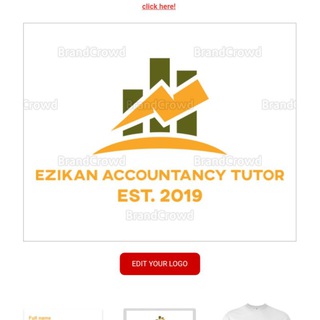 click here!
BrandCrowd BrandCrowd
Crowd BrandCrowd Brand
BrandCrowd BrandCrowd
EZIKAN ACCOUNTANCY TUTOR
EST. 2019
BrandCrowd
EDIT YOUR LOGO
Full name